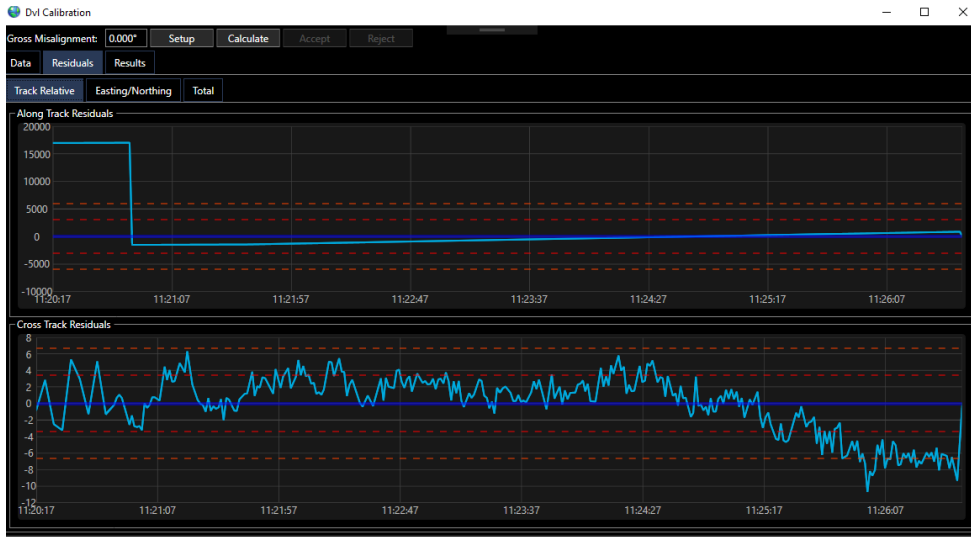 Dvl Calibration
Gross Misalignment: 0.000° Setup Calculate Accept Reject
Data Residuals Results
Track Relative Easting/Northing Total
Along Track Residuals
20000
15000
10000
5000
0
-5000
-10000
11:20:17 11:21:07 11:21:57 11:22:47 11:23:37 11:24:27 11:25:17 11:26:07
Cross Track Residuals
8
6
4
2
0
-2
-4
-6
-8
-10
-12
11:20:17 11:21:07 11:21:57 11:22:47 11:23:37 11:24:27 11:25:17 11:26:07